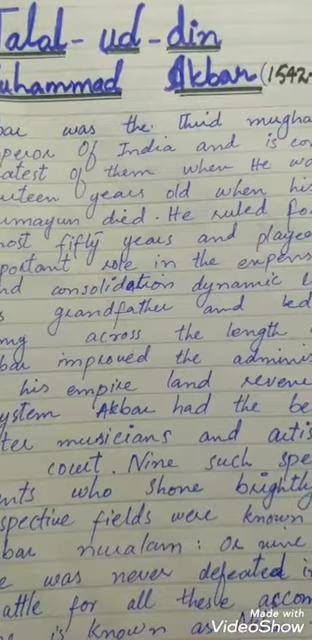 Jalal-ud-din
uhammad Akbar (1542-
bar was the third mugha
peror Of India and is co
atest of them when He wa
urteen years old when his
umayun died. He ruled fo
most fifty years and playe
portant role in the expens
nd consolidation dynamic
s grandfather and led
my across the length
bar improved the adminis
his empire land revenue
ystem Akbar had the be
ter musicians and artis
court. Nine such spe
nts who shone brightly
spective fields were known
bar nuralam: Or nine
e was never defeated i
attle for all these accom
is known as
Made with
VideoShow